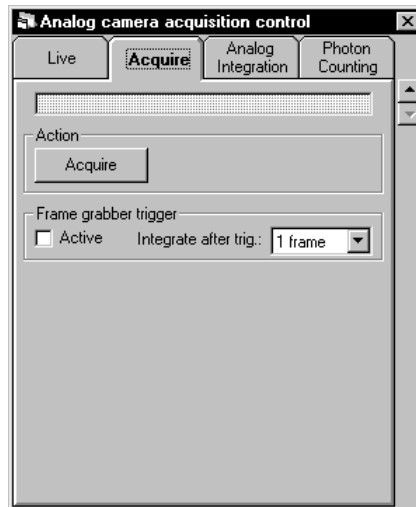 Analog camera acquisition control
Live
Acquire
Analog
Integration
Photon
Counting
Action
Acquire
Frame grabber trigger
Active
Integrate after trig.:
1 frame